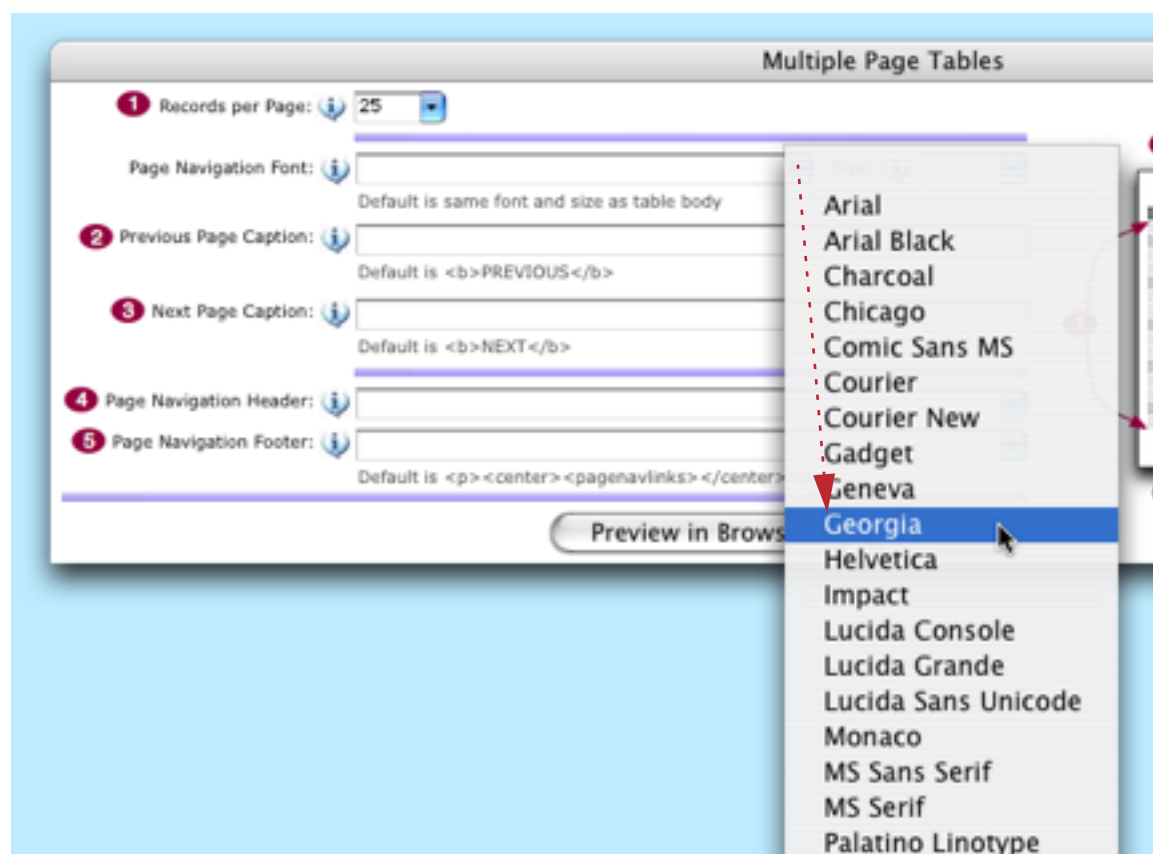 Multiple Page Tables
1 Records per Page: i 25
Page Navigation Font: i
Default is same font and size as table body
2 Previous Page Caption: i
Default is <b>PREVIOUS</b>
3 Next Page Caption: i
Default is <b>NEXT</b>
4 Page Navigation Header: i
5 Page Navigation Footer: i
Default is <p><center><pagenavlinks></center>
Preview in Brows
Arial
Arial Black
Charcoal
Chicago
Comic Sans MS
Courier
Courier New
Gadget
Geneva
Georgia
Helvetica
Impact
Lucida Console
Lucida Grande
Lucida Sans Unicode
Monaco
MS Sans Serif
MS Serif
Palatino Linotype